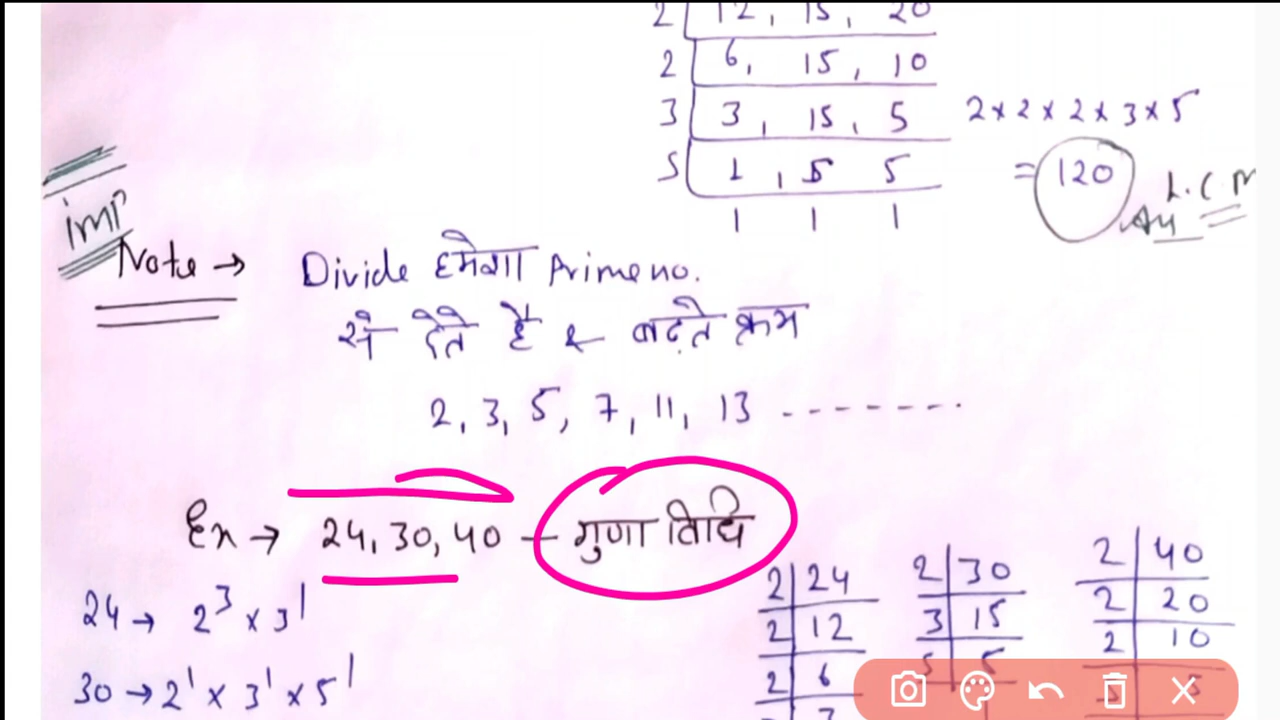 2 | 12, 15, 20
2 | 6, 15, 10
3 | 3, 15, 5 2×2×2×3×5
5 | 1, 5 5 = 120 L.C.M
1 1 1
imp
Note → Divide हमेशा Prime no.
से देते हैं & बढ़ते क्रम
2, 3, 5, 7, 11, 13 -------.
Ex → 24, 30, 40 – गुणा विधि
24 → 2³ × 3¹
30 → 2¹ × 3¹ × 5¹
2 | 24
2 | 12
2 | 6
2 | 30
3 | 15
5 | 5
2 | 40
2 | 20
2 | 10